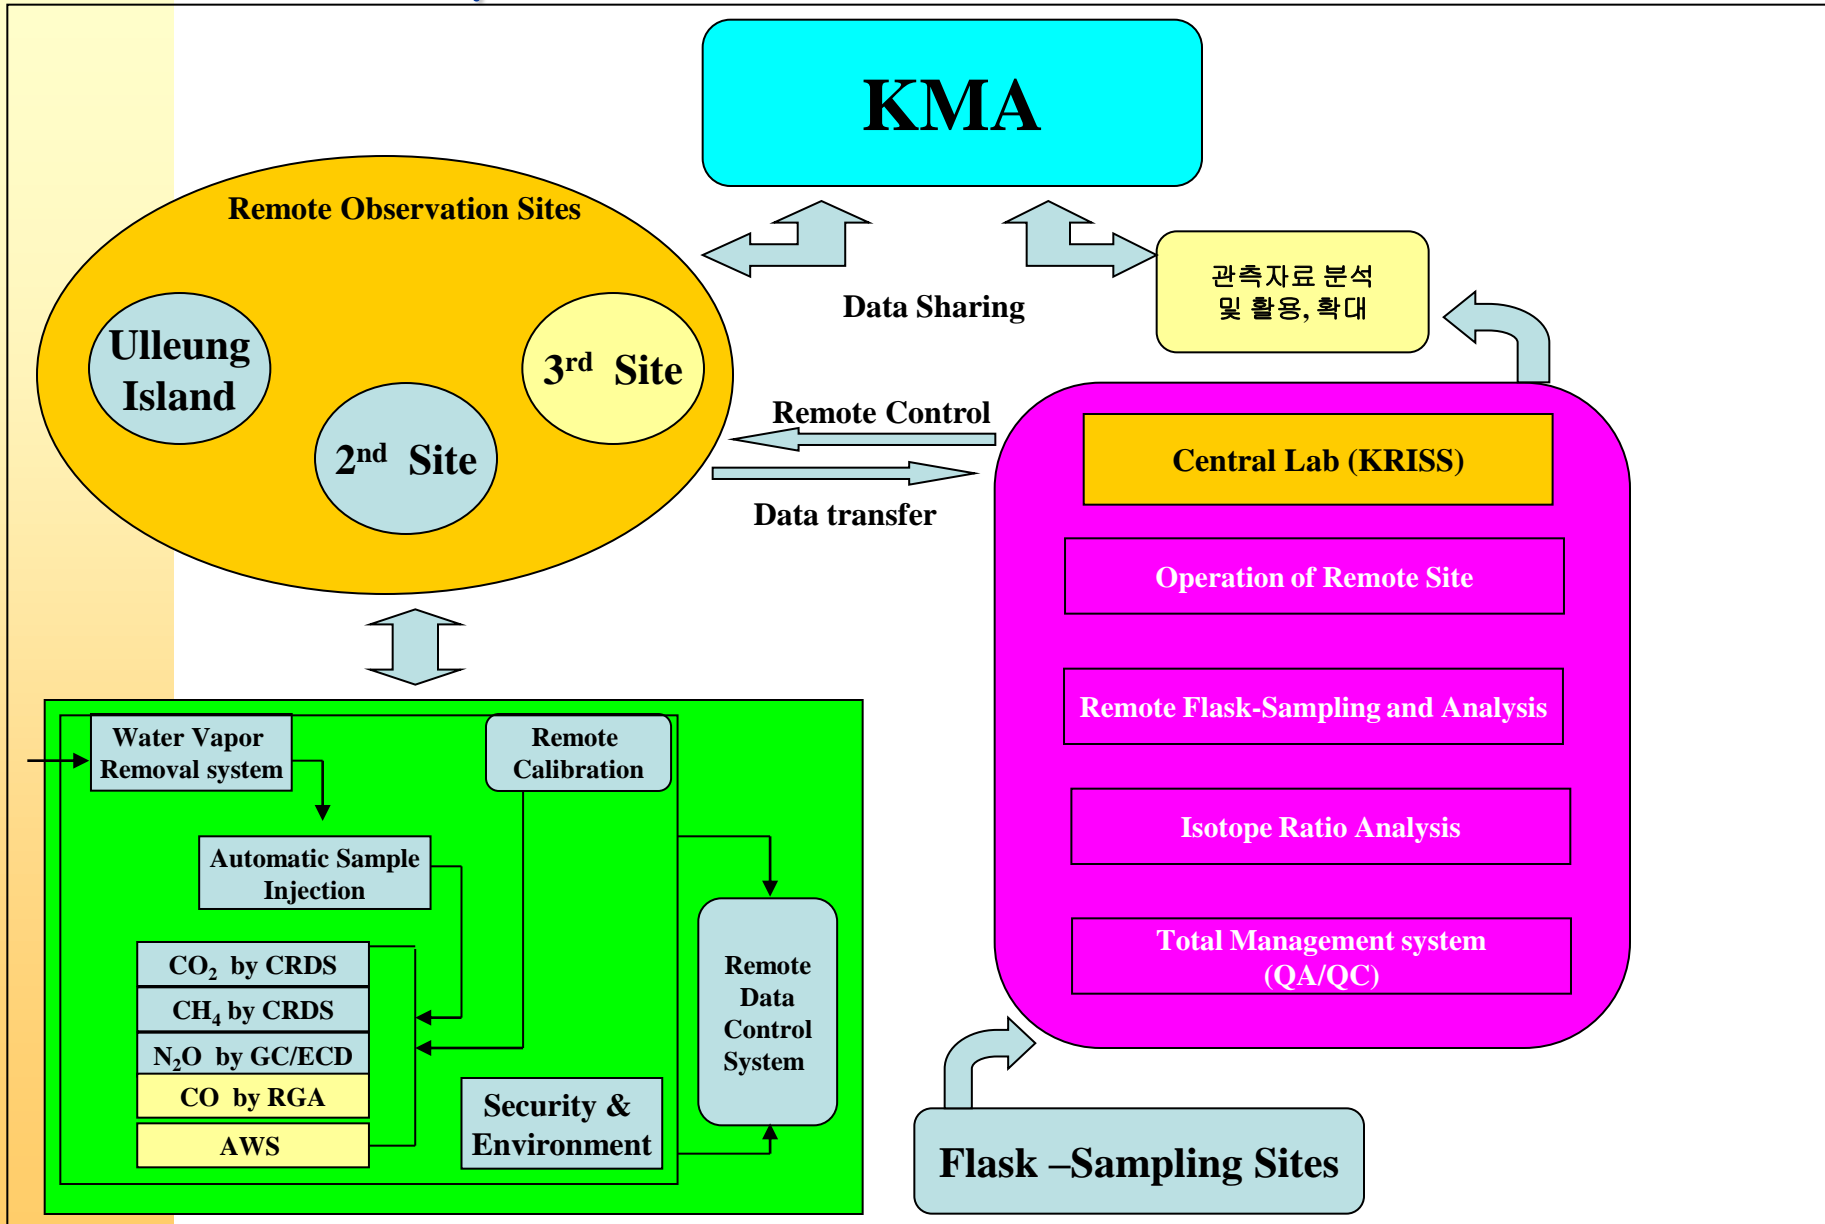 KMA
Remote Observation Sites
Ulleung
Island
2nd Site
3rd Site
Data Sharing
관측자료 분석
및 활용, 확대
Remote Control
Data transfer
Central Lab (KRISS)
Operation of Remote Site
Remote Flask-Sampling and Analysis
Isotope Ratio Analysis
Total Management system
(QA/QC)
Water Vapor
Removal system
Remote
Calibration
Automatic Sample
Injection
CO2 by CRDS
CH4 by CRDS
N2O by GC/ECD
CO by RGA
AWS
Security &
Environment
Remote
Data
Control
System
Flask –Sampling Sites